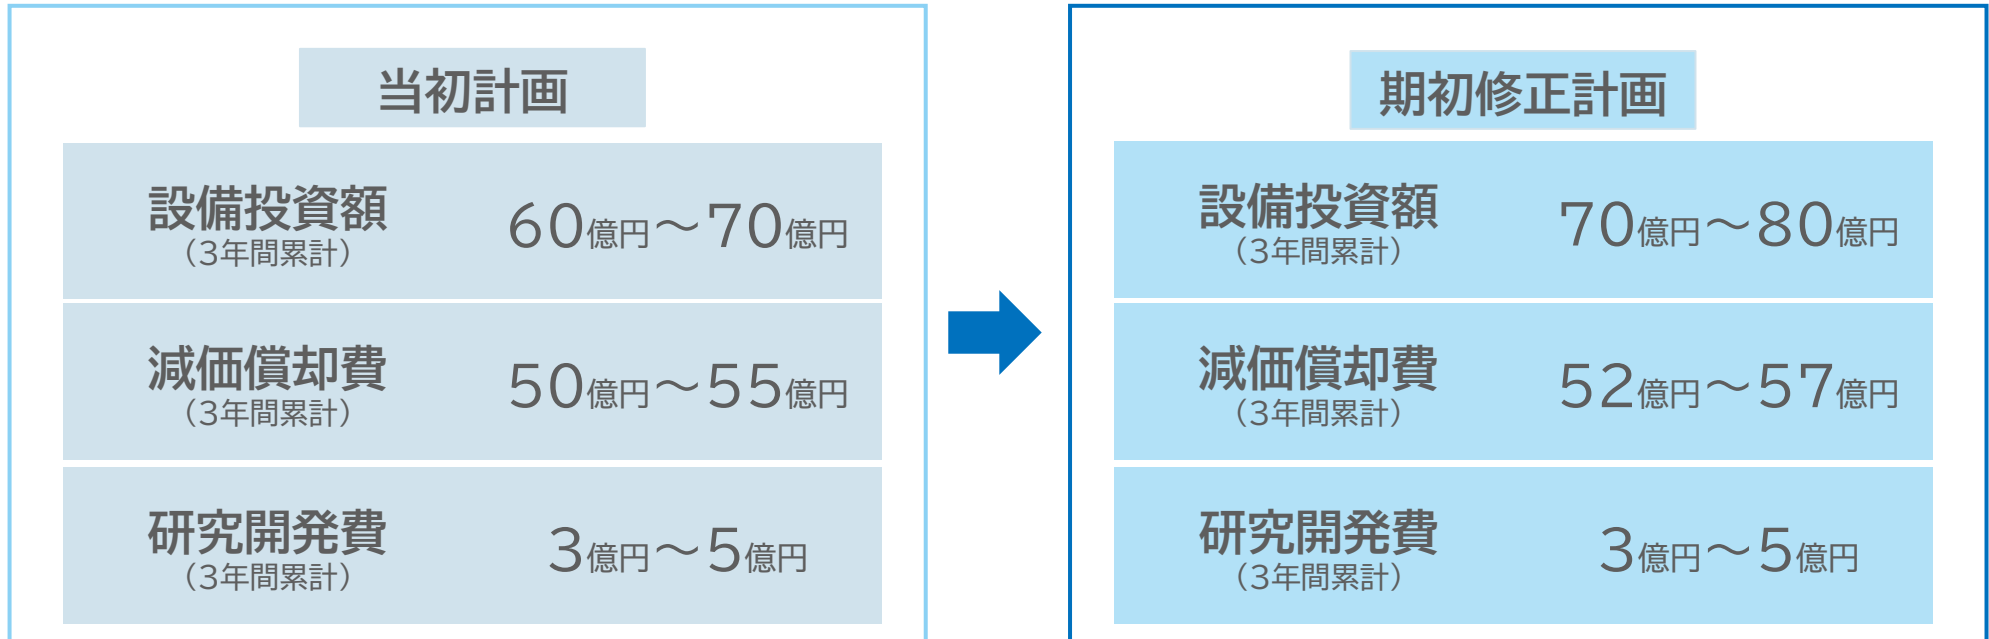 当初計画
設備投資額
（3年間累計）
60億円～70億円
減価償却費
（3年間累計）
50億円～55億円
研究開発費
（3年間累計）
3億円～5億円
期初修正計画
設備投資額
（3年間累計）
70億円～80億円
減価償却費
（3年間累計）
52億円～57億円
研究開発費
（3年間累計）
3億円～5億円